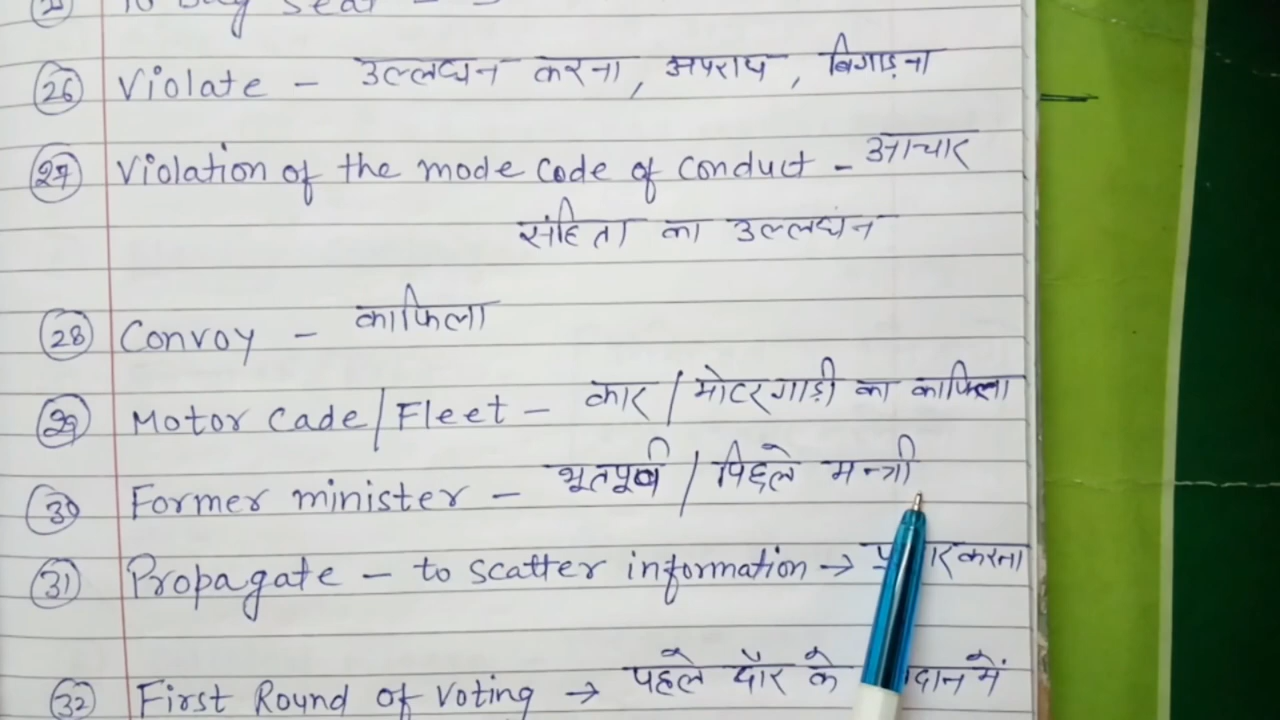 (26) Violate - उल्लघन करना, अपराध, बिगाड़ना
(27) Violation of the mode Code of Conduct - आचार
संहिता का उल्लघंन
(28) Convoy - काफिला
(29) Motor Cade/Fleet - कार/मोटरगाड़ी का काफिला
(30) Former minister - भूतपूर्व/पिछले मन्त्री
(31) Propagate - to scatter information →
(32) First Round of Voting → पहले दौर के में